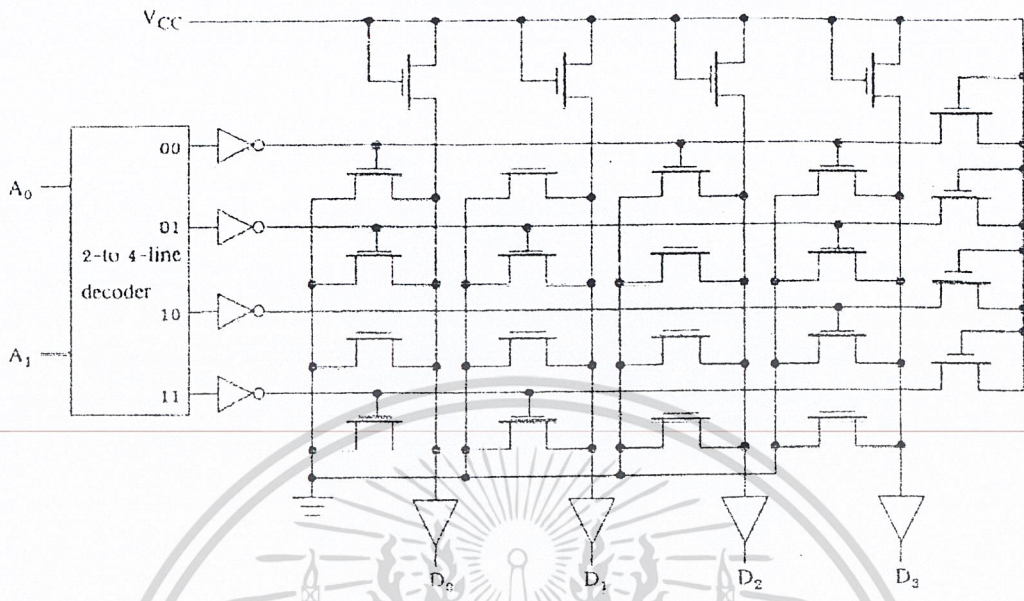 VCC
00
A0
01
2-to 4-line
decoder
10
A1
11
D0
D1
D2
D3